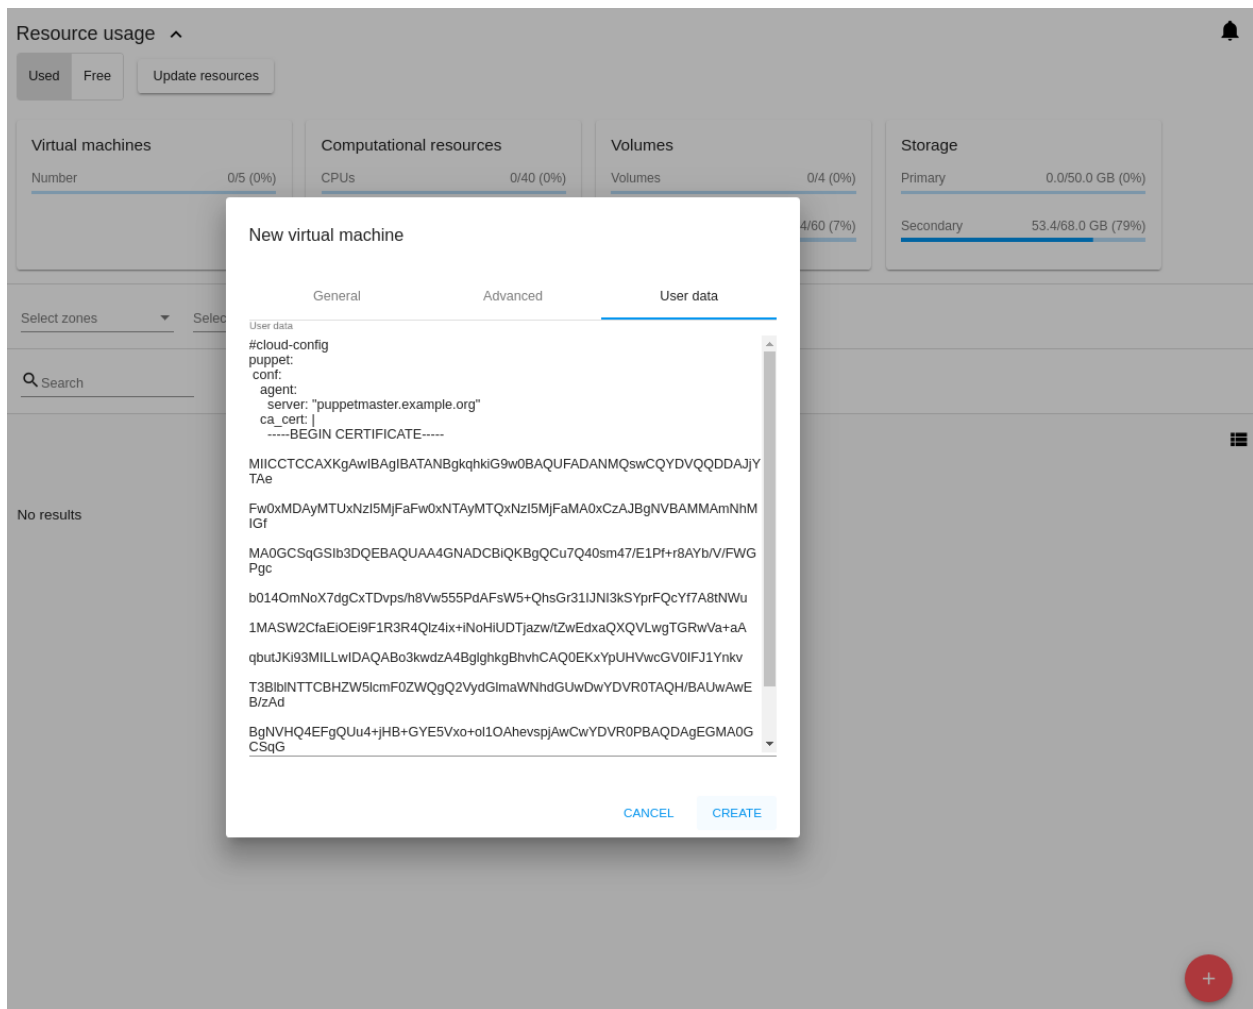 Resource usage
Used Free Update resources
Virtual machines
Number 0/5 (0%)
Computational resources
CPUs 0/40 (0%)
Volumes
Volumes 0/4 (0%)
4/60 (7%)
Storage
Primary 0.0/50.0 GB (0%)
Secondary 53.4/68.0 GB (79%)
Select zones
Selec
Search
No results
New virtual machine
General Advanced User data
User data
#cloud-config
puppet:
conf:
agent:
server: "puppetmaster.example.org"
ca_cert: |
-----BEGIN CERTIFICATE-----
MIICCTCCAXKgAwIBAgIBATANBgkqhkiG9w0BAQUFADANMQswCQYDVQQDDAJjY
TAe
Fw0xMDAyMTUxNzI5MjFaFw0xNTAyMTQxNzI5MjFaMA0xCzAJBgNVBAMMAmNhM
IGf
MA0GCSqGSIb3DQEBAQUAA4GNADCBiQKBgQCu7Q40sm47/E1Pf+r8AYb/V/FWG
Pgc
b014OmNoX7dgCxTDvps/h8Vw555PdAFsW5+QhsGr31IJNI3kSYprFQcYf7A8tNWu
1MASW2CfaEiOEi9F1R3R4Qlz4ix+iNoHiUDTjazw/tZwEdxaQXQVLwgTGRwVa+aA
qbutJKi93MILLwIDAQABo3kwdzA4BglghkgBhvhCAQ0EKxYpUHVwcGV0IFJ1Ynkv
T3BlblNTTCBHZW5lcmF0ZWQgQ2VydGlmaWNhdGUwDwYDVR0TAQH/BAUwAwE
B/zAd
BgNVHQ4EFgQUu4+jHB+GYE5Vxo+ol1OAhevspjAwCwYDVR0PBAQDAgEGMA0G
CSqG
CANCEL CREATE